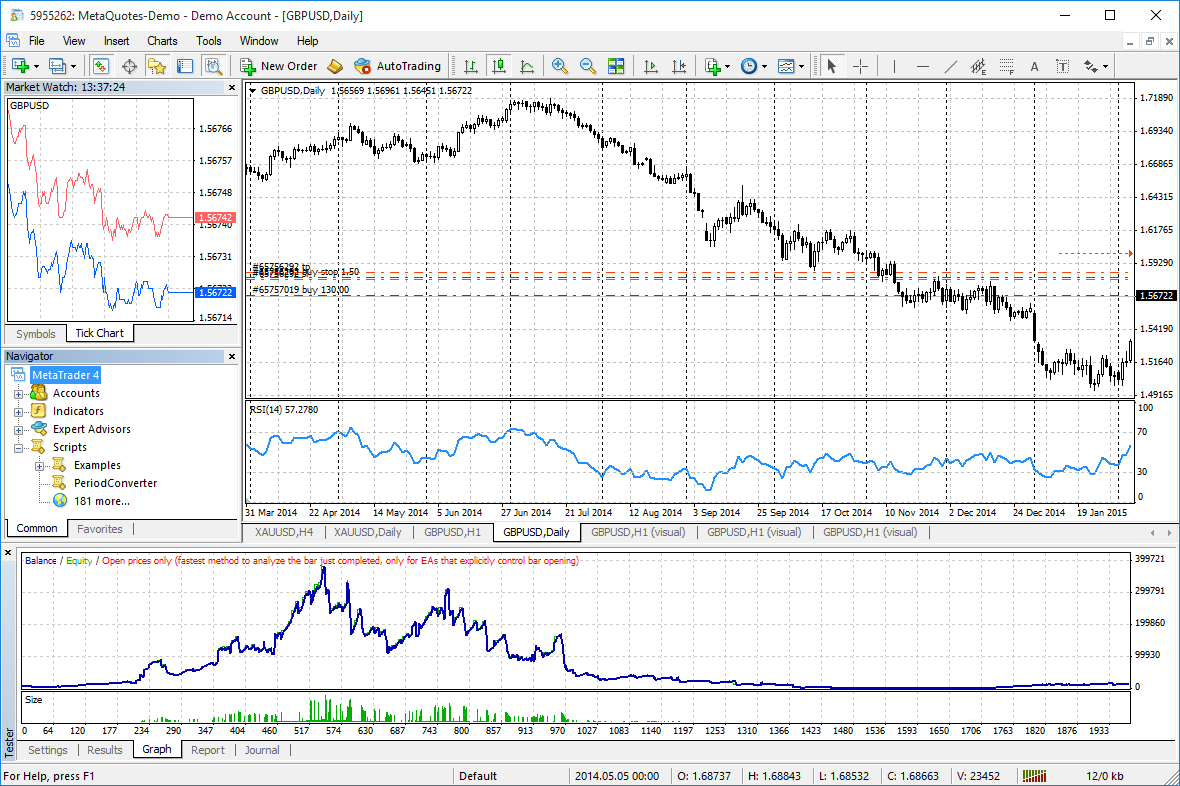 5955262: MetaQuotes-Demo - Demo Account - [GBPUSD,Daily]
File View Insert Charts Tools Window Help
New Order AutoTrading A T
Market Watch: 13:37:24
GBPUSD
1.56766
1.56757
1.56748
1.56742
1.56740
1.56731
1.56722
1.56714
Symbols Tick Chart
Navigator
MetaTrader 4
Accounts
Indicators
Expert Advisors
Scripts
Examples
PeriodConverter
181 more...
Common Favorites
GBPUSD,Daily 1.56569 1.56961 1.56451 1.56722
1.71890
1.69340
1.66865
1.64315
1.61765
1.59290
1.56722
1.54190
1.51640
1.49165
#65756292 tp
buy stop 1.50
#65757019 buy 130.00
RSI(14) 57.2780
100
70
30
0
31 Mar 2014 22 Apr 2014 14 May 2014 5 Jun 2014 27 Jun 2014 21 Jul 2014 12 Aug 2014 3 Sep 2014 25 Sep 2014 17 Oct 2014 10 Nov 2014 2 Dec 2014 24 Dec 2014 19 Jan 2015
XAUUSD,H4 XAUUSD,Daily GBPUSD,H1 GBPUSD,Daily GBPUSD,H1 (visual) GBPUSD,H1 (visual) GBPUSD,H1 (visual)
Balance / Equity / Open prices only (fastest method to analyze the bar just completed, only for EAs that explicitly control bar opening)
399721
299791
199860
99930
0
Size
0 64 120 177 234 290 347 404 460 517 574 630 687 743 800 857 913 970 1027 1083 1140 1197 1253 1310 1366 1423 1480 1536 1593 1650 1706 1763 1820 1876 1933
Tester
Settings Results Graph Report Journal
For Help, press F1 Default 2014.05.05 00:00 O: 1.68737 H: 1.68843 L: 1.68532 C: 1.68663 V: 23452 12/0 kb